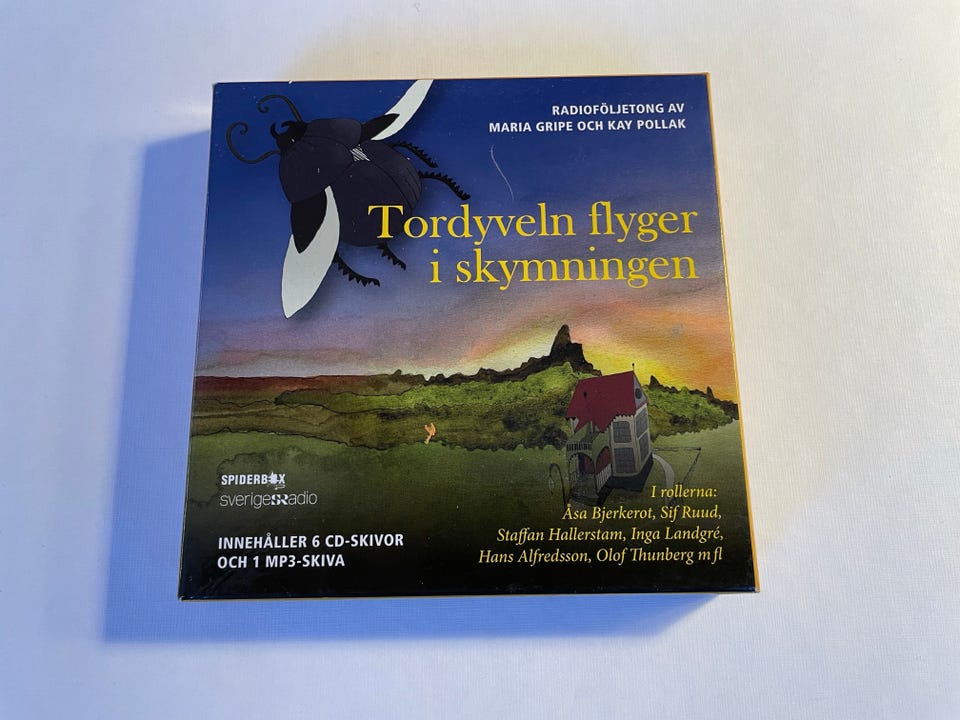 RADIOFÖLJETONG AV
MARIA GRIPE OCH KAY POLLAK
Tordyveln flyger
i skymningen
SPIDERBOX
sverigesSRadio
INNEHÅLLER 6 CD-SKIVOR
OCH 1 MP3-SKIVA
I rollerna:
Åsa Bjerkerot, Sif Ruud,
Staffan Hallerstam, Inga Landgré,
Hans Alfredsson, Olof Thunberg m fl